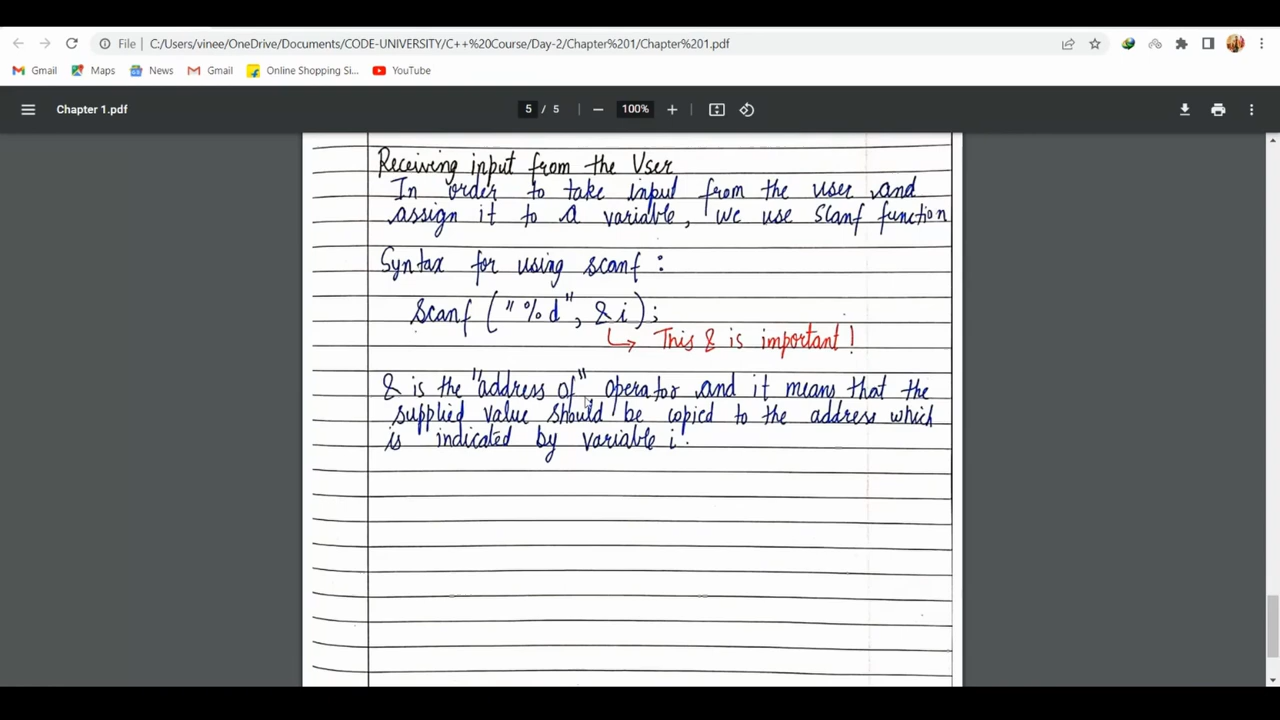 File
C:/Users/vinee/OneDrive/Documents/CODE-UNIVERSITY/C++%20Course/Day-2/Chapter%201/Chapter%201.pdf
Gmail Maps News Gmail Online Shopping Si... YouTube
Chapter 1.pdf
5 / 5 100%
Receiving input from the User
In order to take input from the user and
assign it to a variable, we use Scanf function
Syntax for using scanf :
Scanf ("%d", &i);
This & is important!
& is the "address of" operator and it means that the
supplied value should be copied to the address which
is indicated by variable i.